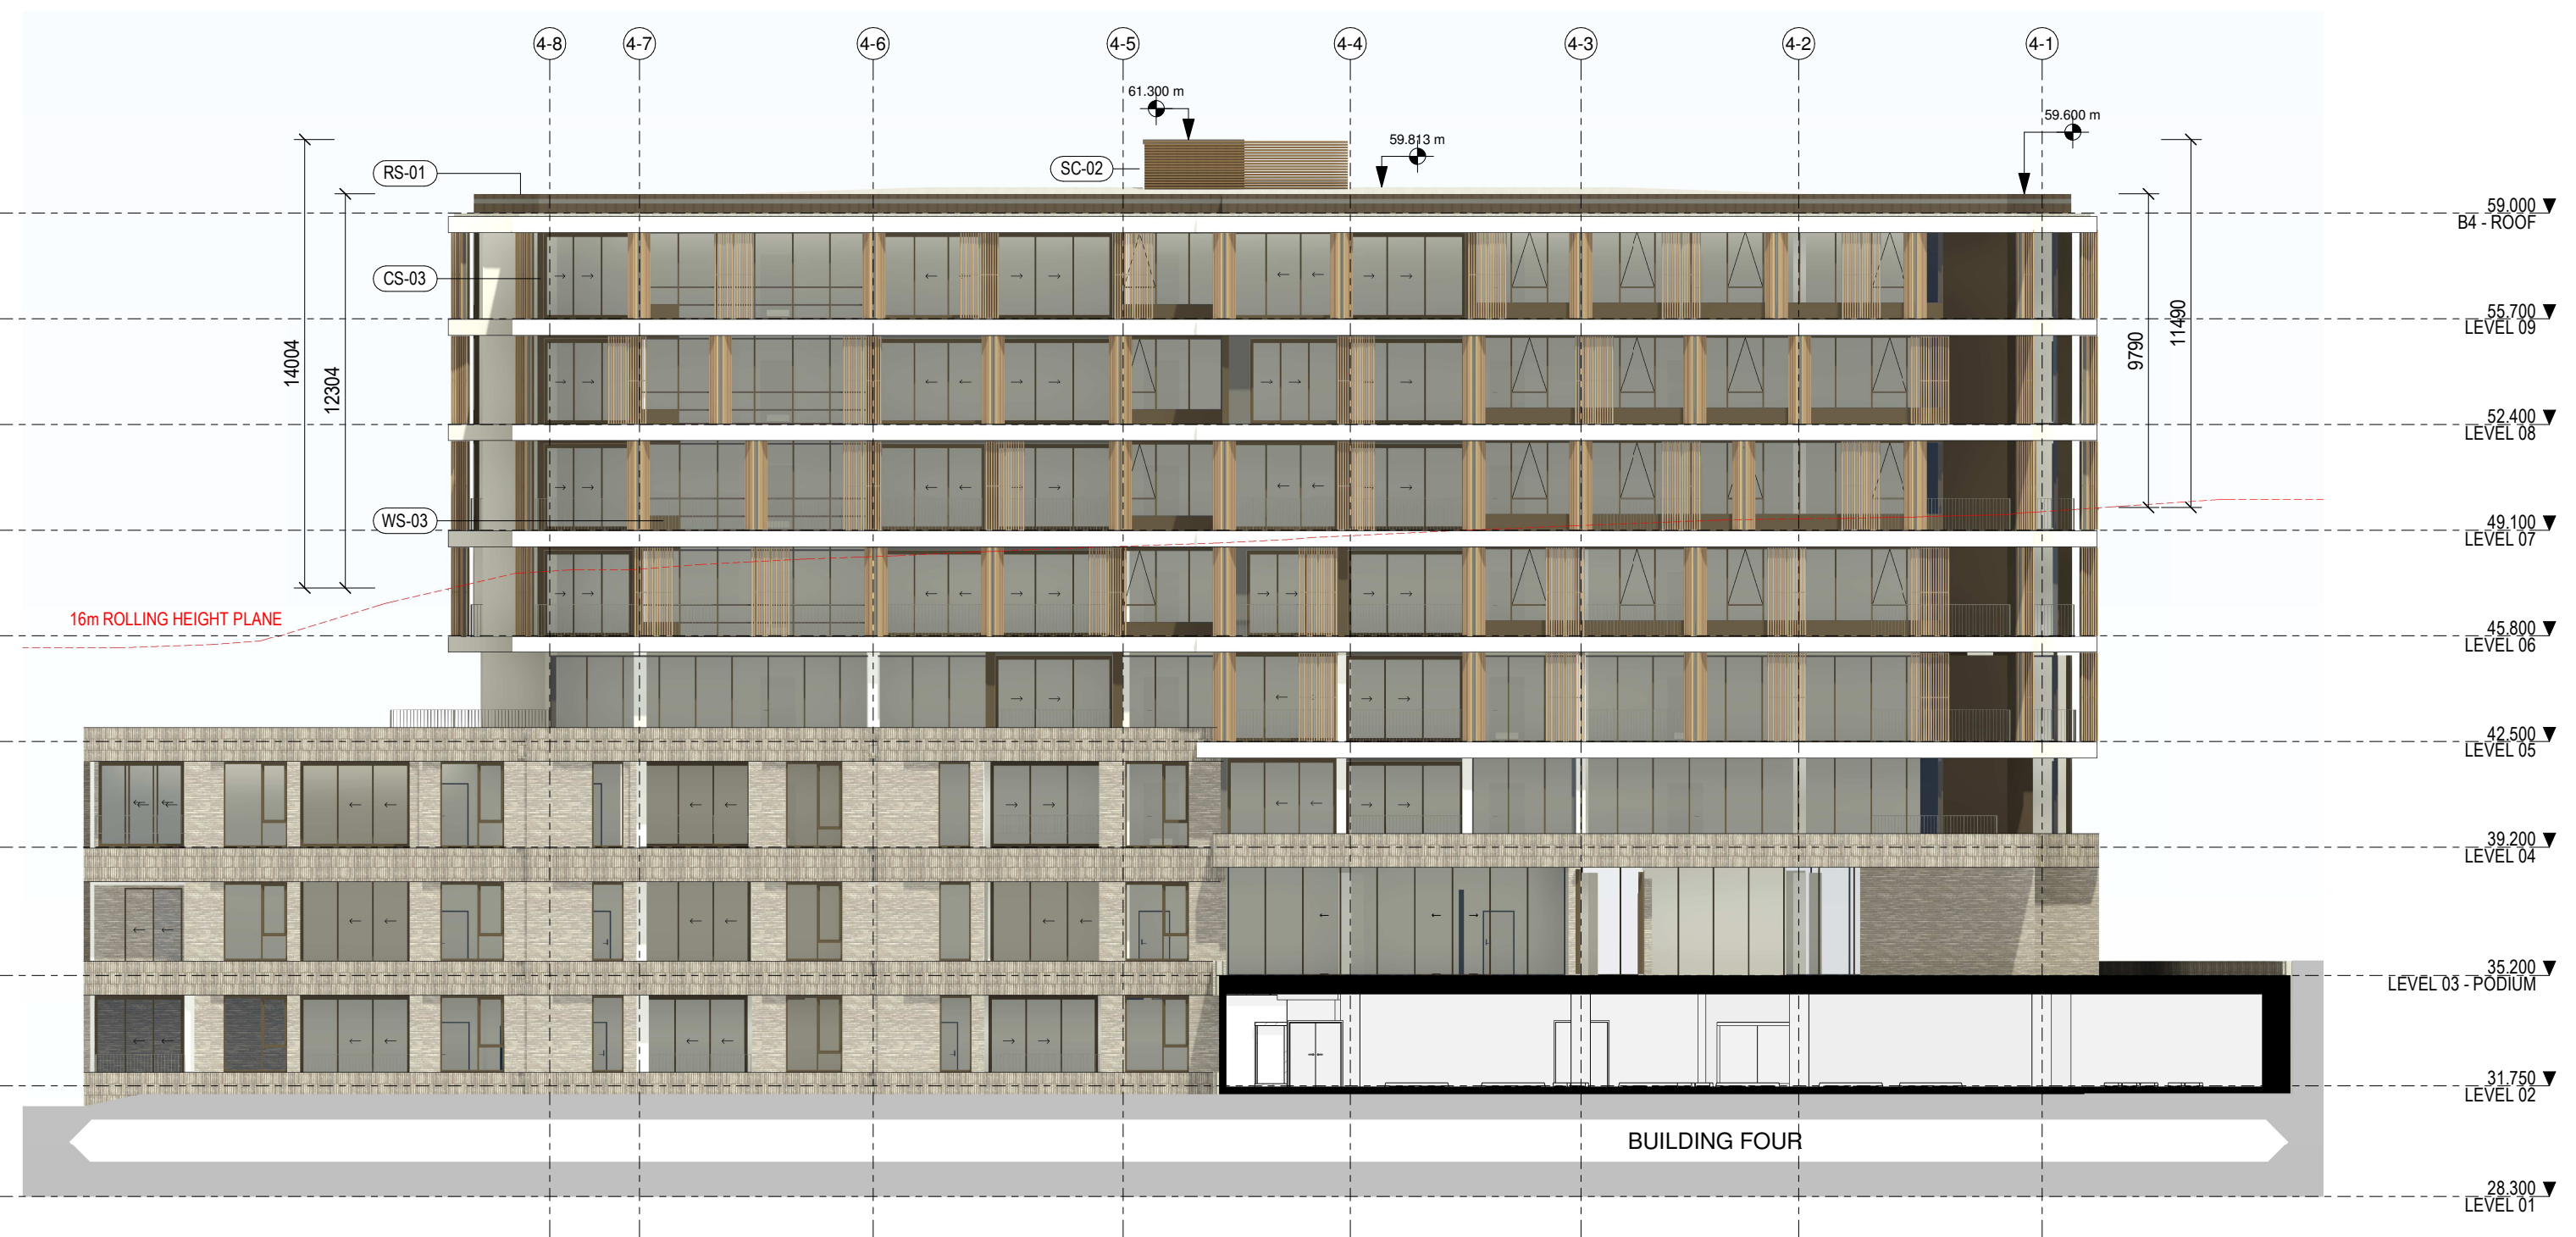 4-8
4-7
4-6
4-5
4-4
4-3
4-2
4-1
61.300 m
59.600 m
59.813 m
SC-02
RS-01
59.000
B4 - ROOF
CS-03
55.700
LEVEL 09
14004
12304
9790
11490
52.400
LEVEL 08
WS-03
49.100
LEVEL 07
16m ROLLING HEIGHT PLANE
45.800
LEVEL 06
42.500
LEVEL 05
39.200
LEVEL 04
35.200
LEVEL 03 - PODIUM
31.750
LEVEL 02
BUILDING FOUR
28.300
LEVEL 01